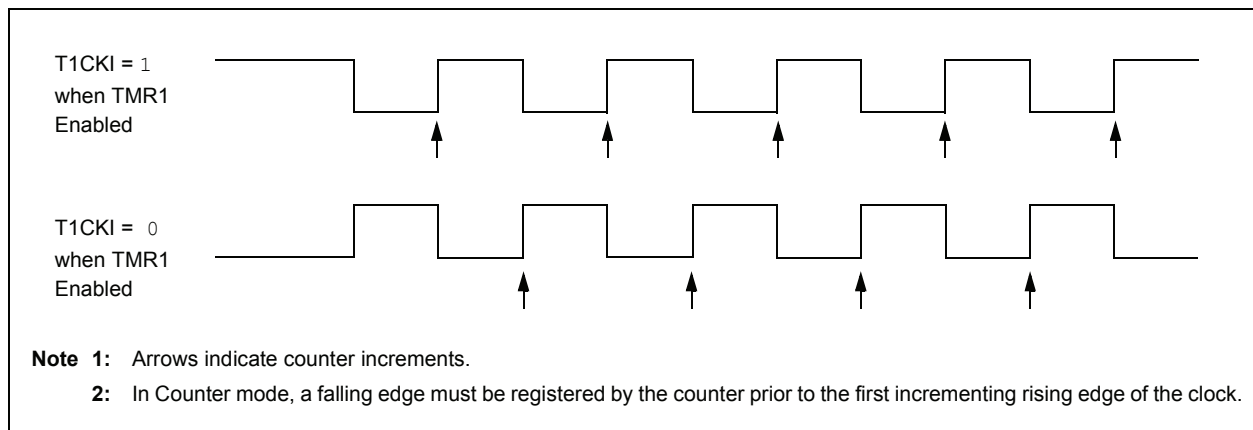 T1CKI = 1
when TMR1
Enabled
T1CKI = 0
when TMR1
Enabled
Note 1: Arrows indicate counter increments.
2: In Counter mode, a falling edge must be registered by the counter prior to the first incrementing rising edge of the clock.